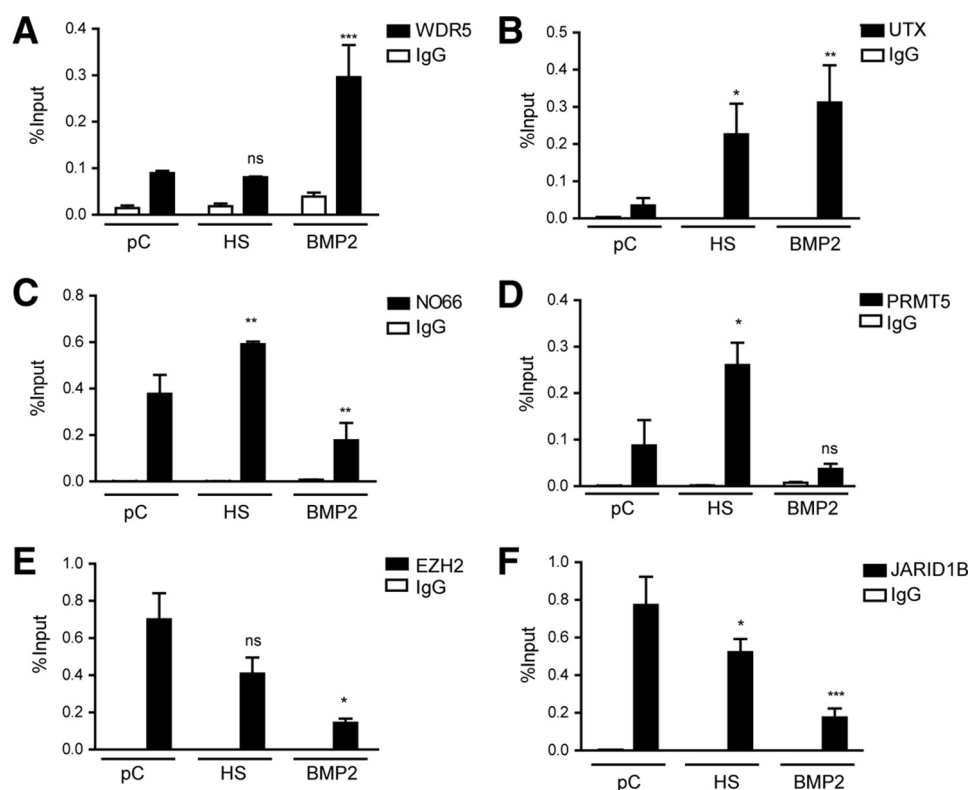 A
WDR5
IgG
%Input
0.4
0.3
0.2
0.1
0.0
ns
***
pC HS BMP2
B
UTX
IgG
%Input
0.5
0.4
0.3
0.2
0.1
0.0
*
**
pC HS BMP2
C
NO66
IgG
%Input
0.8
0.6
0.4
0.2
0.0
**
**
pC HS BMP2
D
PRMT5
IgG
%Input
0.4
0.3
0.2
0.1
0.0
*
ns
pC HS BMP2
E
EZH2
IgG
%Input
1.0
0.8
0.6
0.4
0.2
0.0
ns
*
pC HS BMP2
F
JARID1B
IgG
%Input
1.0
0.8
0.6
0.4
0.2
0.0
*
***
pC HS BMP2